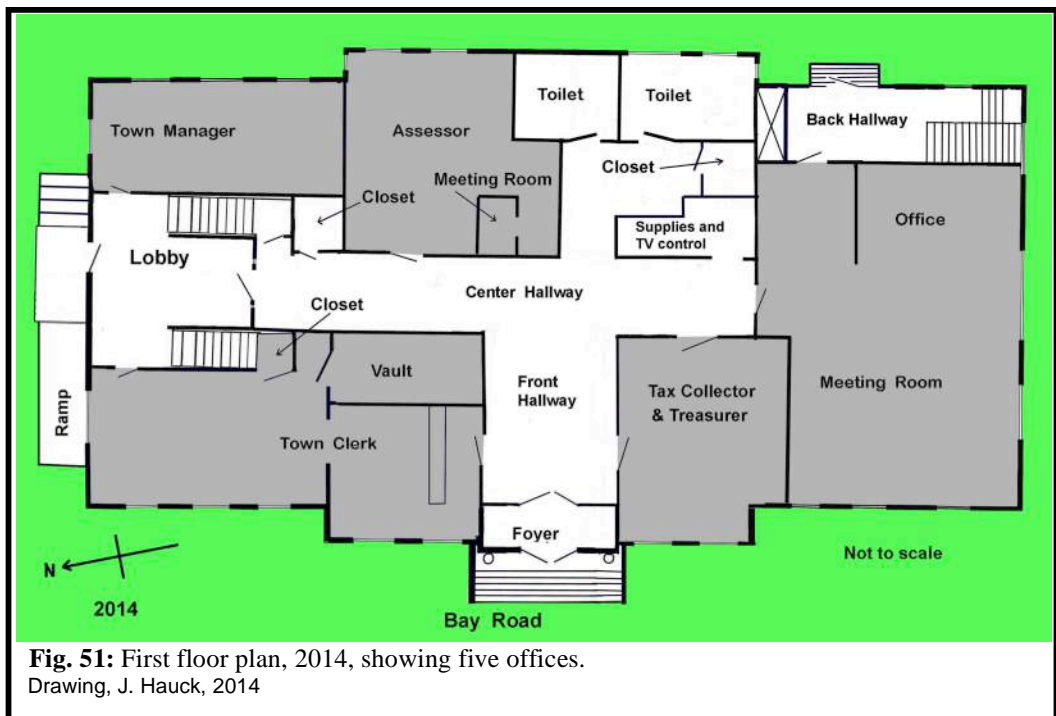 Toilet
Toilet
Back Hallway
Town Manager
Assessor
Closet
Meeting Room
Closet
Office
Supplies and
TV control
Lobby
Center Hallway
Closet
Vault
Front
Hallway
Tax Collector
& Treasurer
Meeting Room
Ramp
Town Clerk
Foyer
Not to scale
N
2014
Bay Road
Fig. 51: First floor plan, 2014, showing five offices.
Drawing, J. Hauck, 2014